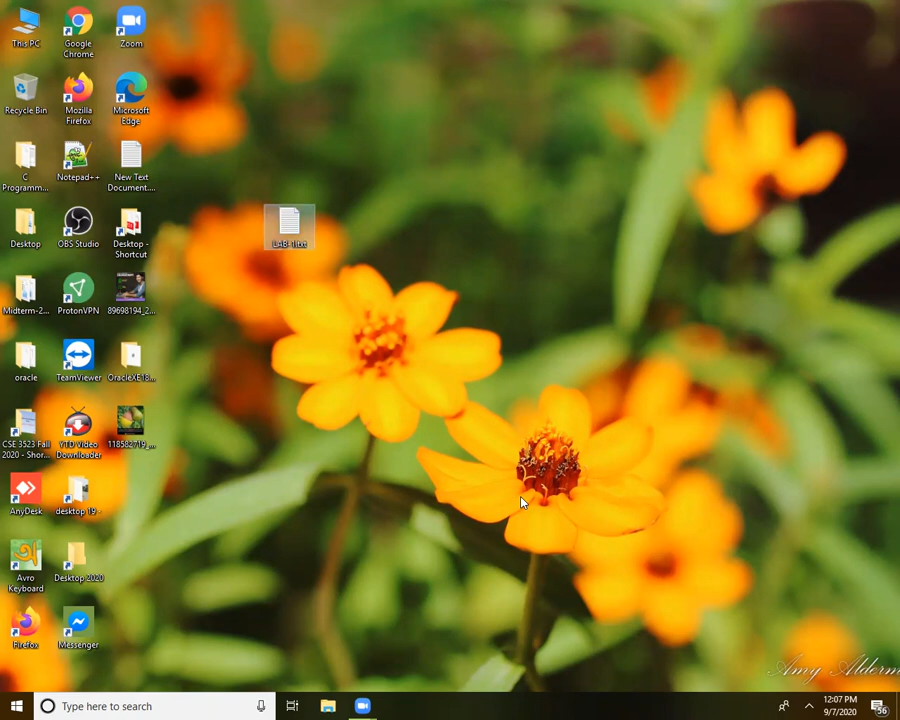 This PC
Google
Chrome
Zoom
Recycle Bin
Mozilla
Firefox
Microsoft
Edge
C
Programm...
Notepad++
New Text
Document....
Desktop
OBS Studio
Desktop -
Shortcut
LAB-1.txt
Midterm-2...
ProtonVPN
89698194_2...
oracle
TeamViewer
OracleXE18...
CSE 3523 Fall
2020 - Shor...
YTD Video
Downloader
118582719_...
AnyDesk
desktop 19 -
Avro
Keyboard
Desktop 2020
Firefox
Messenger
Amy Alderm
Type here to search
12:07 PM
9/7/2020
56